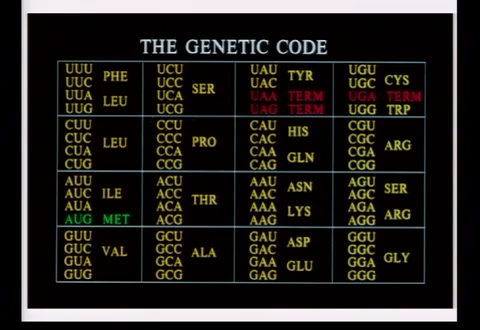 THE GENETIC CODE
UUU PHE UCU SER UAU TYR UGU CYS
UUC UCC UAC UGC
UUA LEU UCA UAA TERM UGA TERM
UUG UCG UAG TERM UGG TRP
CUU LEU CCU PRO CAU HIS CGU ARG
CUC CCC CAC CGC
CUA CCA CAA GLN CGA
CUG CCG CAG CGG
AUU ILE ACU THR AAU ASN AGU SER
AUC ACC AAC AGC
AUA ACA AAA LYS AGA ARG
AUG MET ACG AAG AGG
GUU VAL GCU ALA GAU ASP GGU GLY
GUC GCC GAC GGC
GUA GCA GAA GLU GGA
GUG GCG GAG GGG